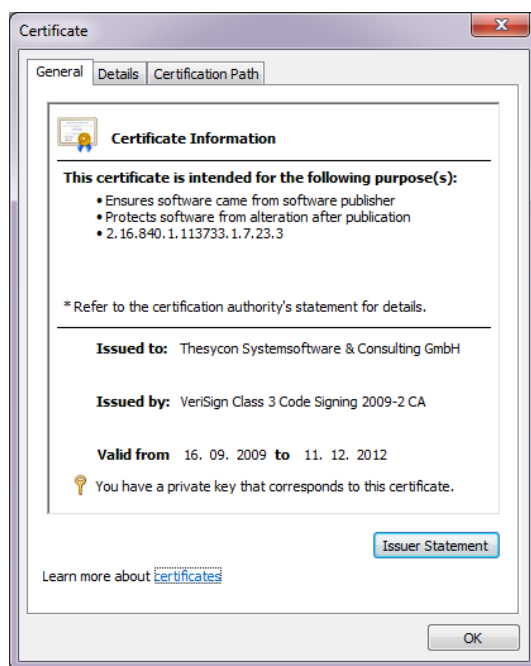 Certificate
General Details Certification Path
Certificate Information
This certificate is intended for the following purpose(s):
• Ensures software came from software publisher
• Protects software from alteration after publication
• 2.16.840.1.113733.1.7.23.3
* Refer to the certification authority's statement for details.
Issued to: Thesycon Systemsoftware & Consulting GmbH
Issued by: VeriSign Class 3 Code Signing 2009-2 CA
Valid from 16. 09. 2009 to 11. 12. 2012
You have a private key that corresponds to this certificate.
Issuer Statement
Learn more about certificates
OK